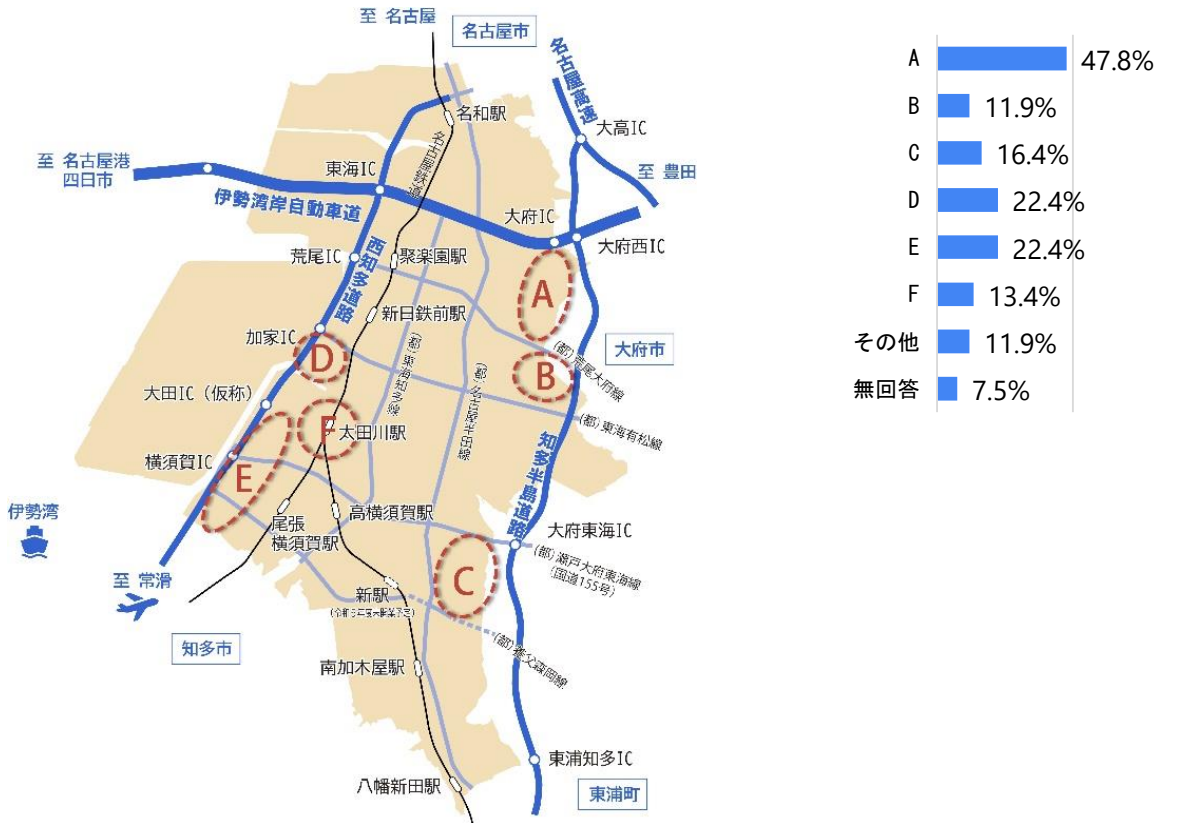 至 名古屋
名古屋市
名古屋高速
名和駅
名古屋鉄道
大高IC
至 名古屋港
四日市
東海IC
至 豊田
伊勢湾岸自動車道
大府IC
大府西IC
荒尾IC
西知多道路
聚楽園駅
A
新日鉄前駅
加家IC
D
(都)東海知多線
(都)名古屋半田線
(都)荒尾大府線
大府市
B
大田IC（仮称）
F
太田川駅
(都)東海有松線
横須賀IC
E
知多半島道路
伊勢湾
尾張
横須賀駅
高横須賀駅
大府東海IC
(都)瀬戸大府東海線
(国道155号)
C
至 常滑
新駅
(都)養父森岡線
知多市
南加木屋駅
東浦知多IC
八幡新田駅
東浦町
A 47.8%
B 11.9%
C 16.4%
D 22.4%
E 22.4%
F 13.4%
その他 11.9%
無回答 7.5%